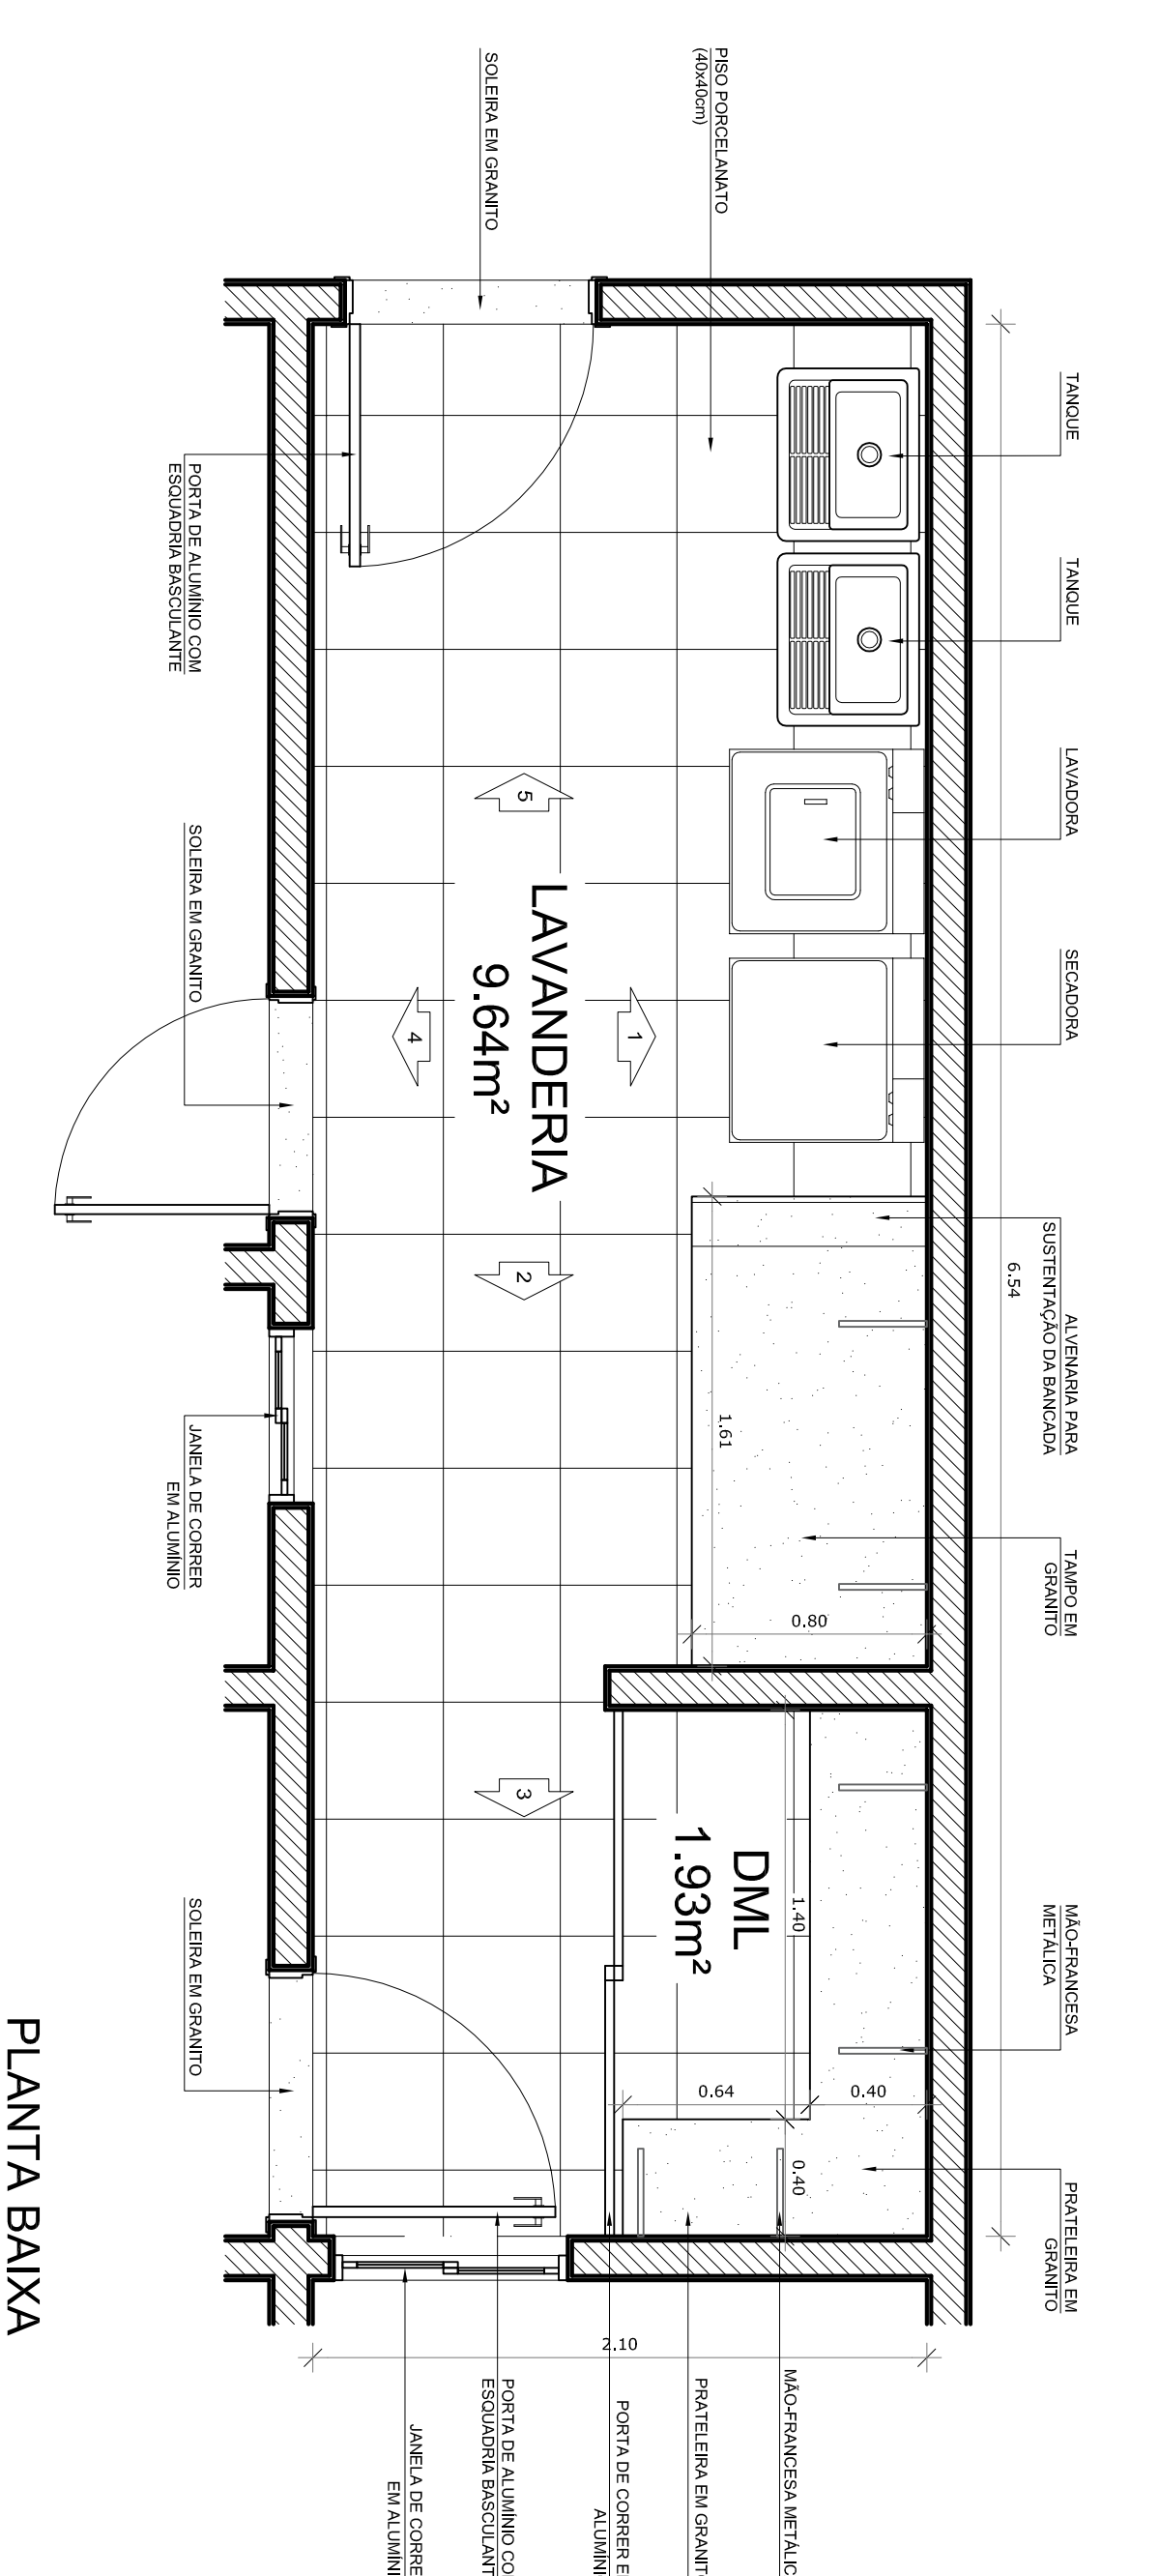 TANQUE
TANQUE
LAVADORA
SECADORA
ALVENARIA PARA
SUSTENTAÇÃO DA BANCADA
TAMPO EM
GRANITO
MÃO-FRANCESA
METÁLICA
PRATELEIRA EM
GRANITO
6.54
PISO PORCELANATO
(40x40cm)
SOLEIRA EM GRANITO
1.61
0.80
1.40
0.40
0.64
0.40
2.10
LAVANDERIA
9.64m²
DML
1.93m²
1
2
3
4
5
MÃO-FRANCESA METÁLIC
PRATELEIRA EM GRANIT
PORTA DE CORRER E
ALUMÍNI
PORTA DE ALUMÍNIO CO
ESQUADRIA BASCULANT
JANELA DE CORRE
EM ALUMÍNI
PORTA DE ALUMÍNIO COM
ESQUADRIA BASCULANTE
SOLEIRA EM GRANITO
JANELA DE CORRER
EM ALUMÍNIO
SOLEIRA EM GRANITO
PLANTA BAIXA